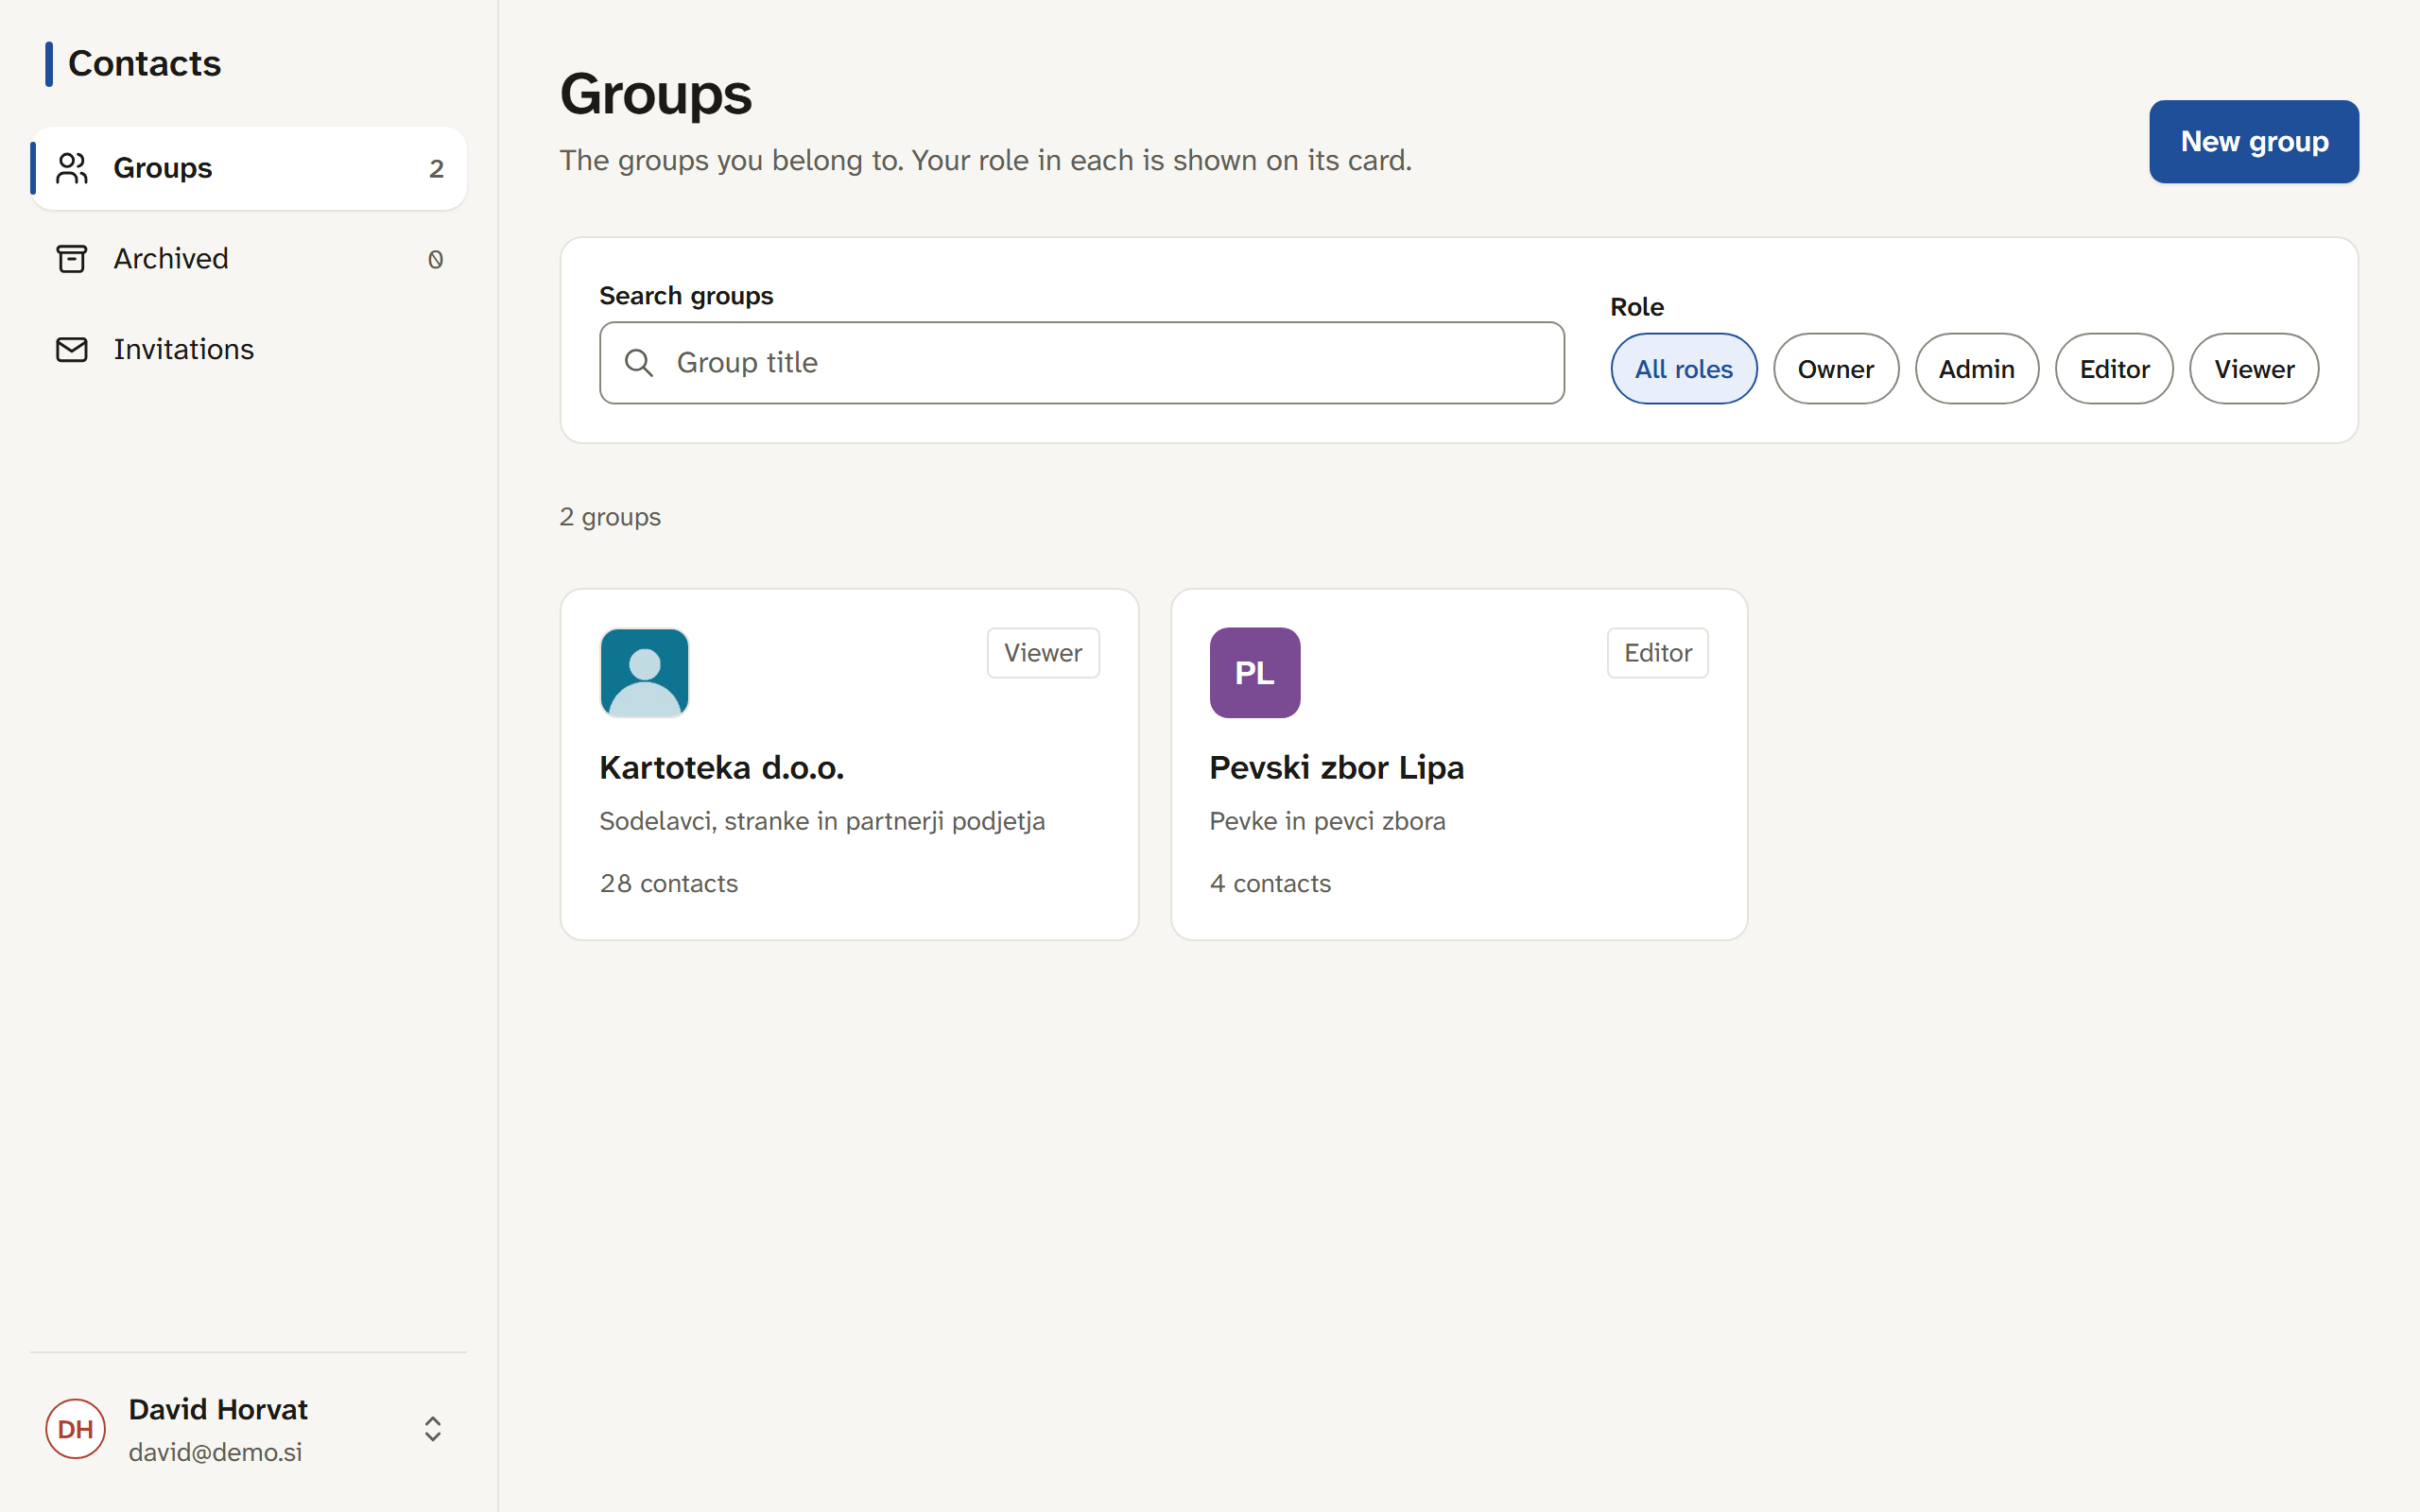 Contacts
Groups 2
Archived 0
Invitations
David Horvat
DH
david@demo.si
Groups
The groups you belong to. Your role in each is shown on its card.
New group
Search groups
Group title
Role
All roles Owner Admin Editor Viewer
2 groups
Viewer
Kartoteka d.o.o.
Sodelavci, stranke in partnerji podjetja
28 contacts
PL
Editor
Pevski zbor Lipa
Pevke in pevci zbora
4 contacts